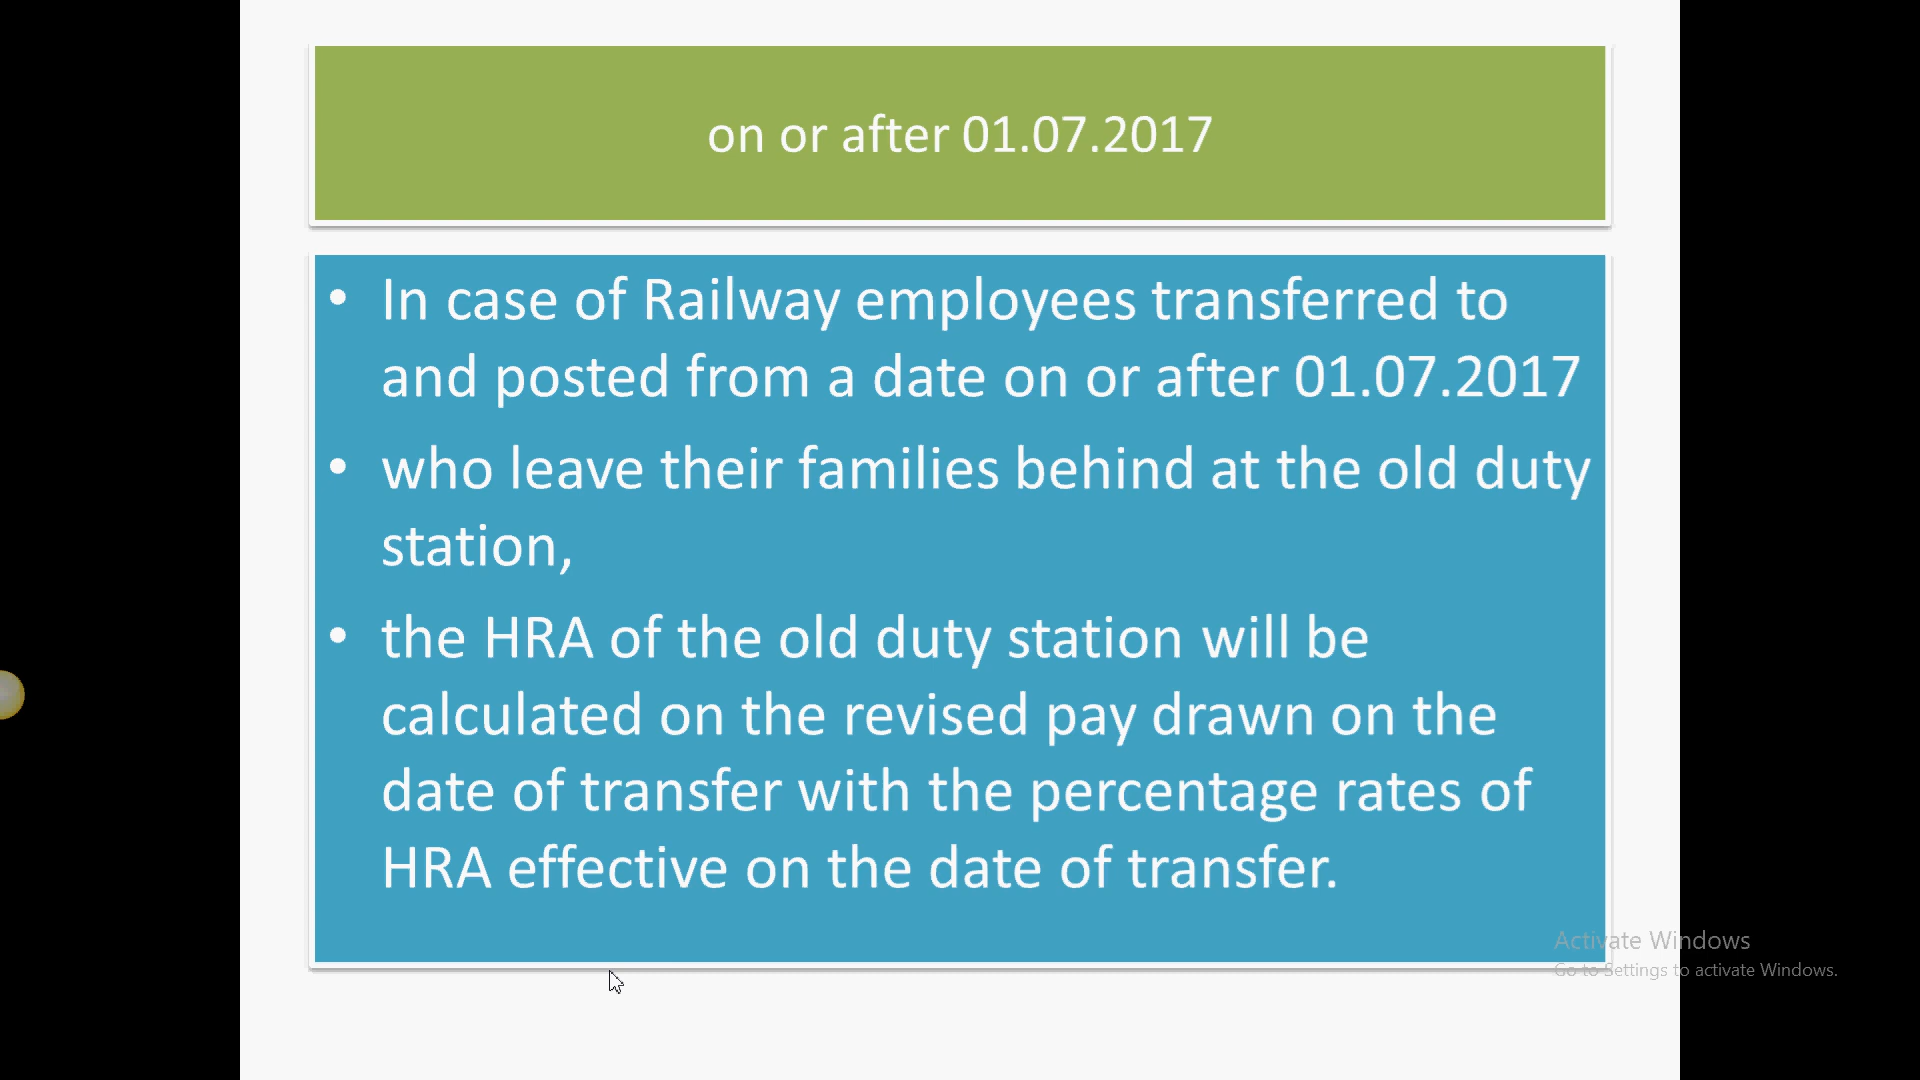 on or after 01.07.2017
• In case of Railway employees transferred to
and posted from a date on or after 01.07.2017
• who leave their families behind at the old duty
station,
• the HRA of the old duty station will be
calculated on the revised pay drawn on the
date of transfer with the percentage rates of
HRA effective on the date of transfer.
Activate Windows
Go to Settings to activate Windows.